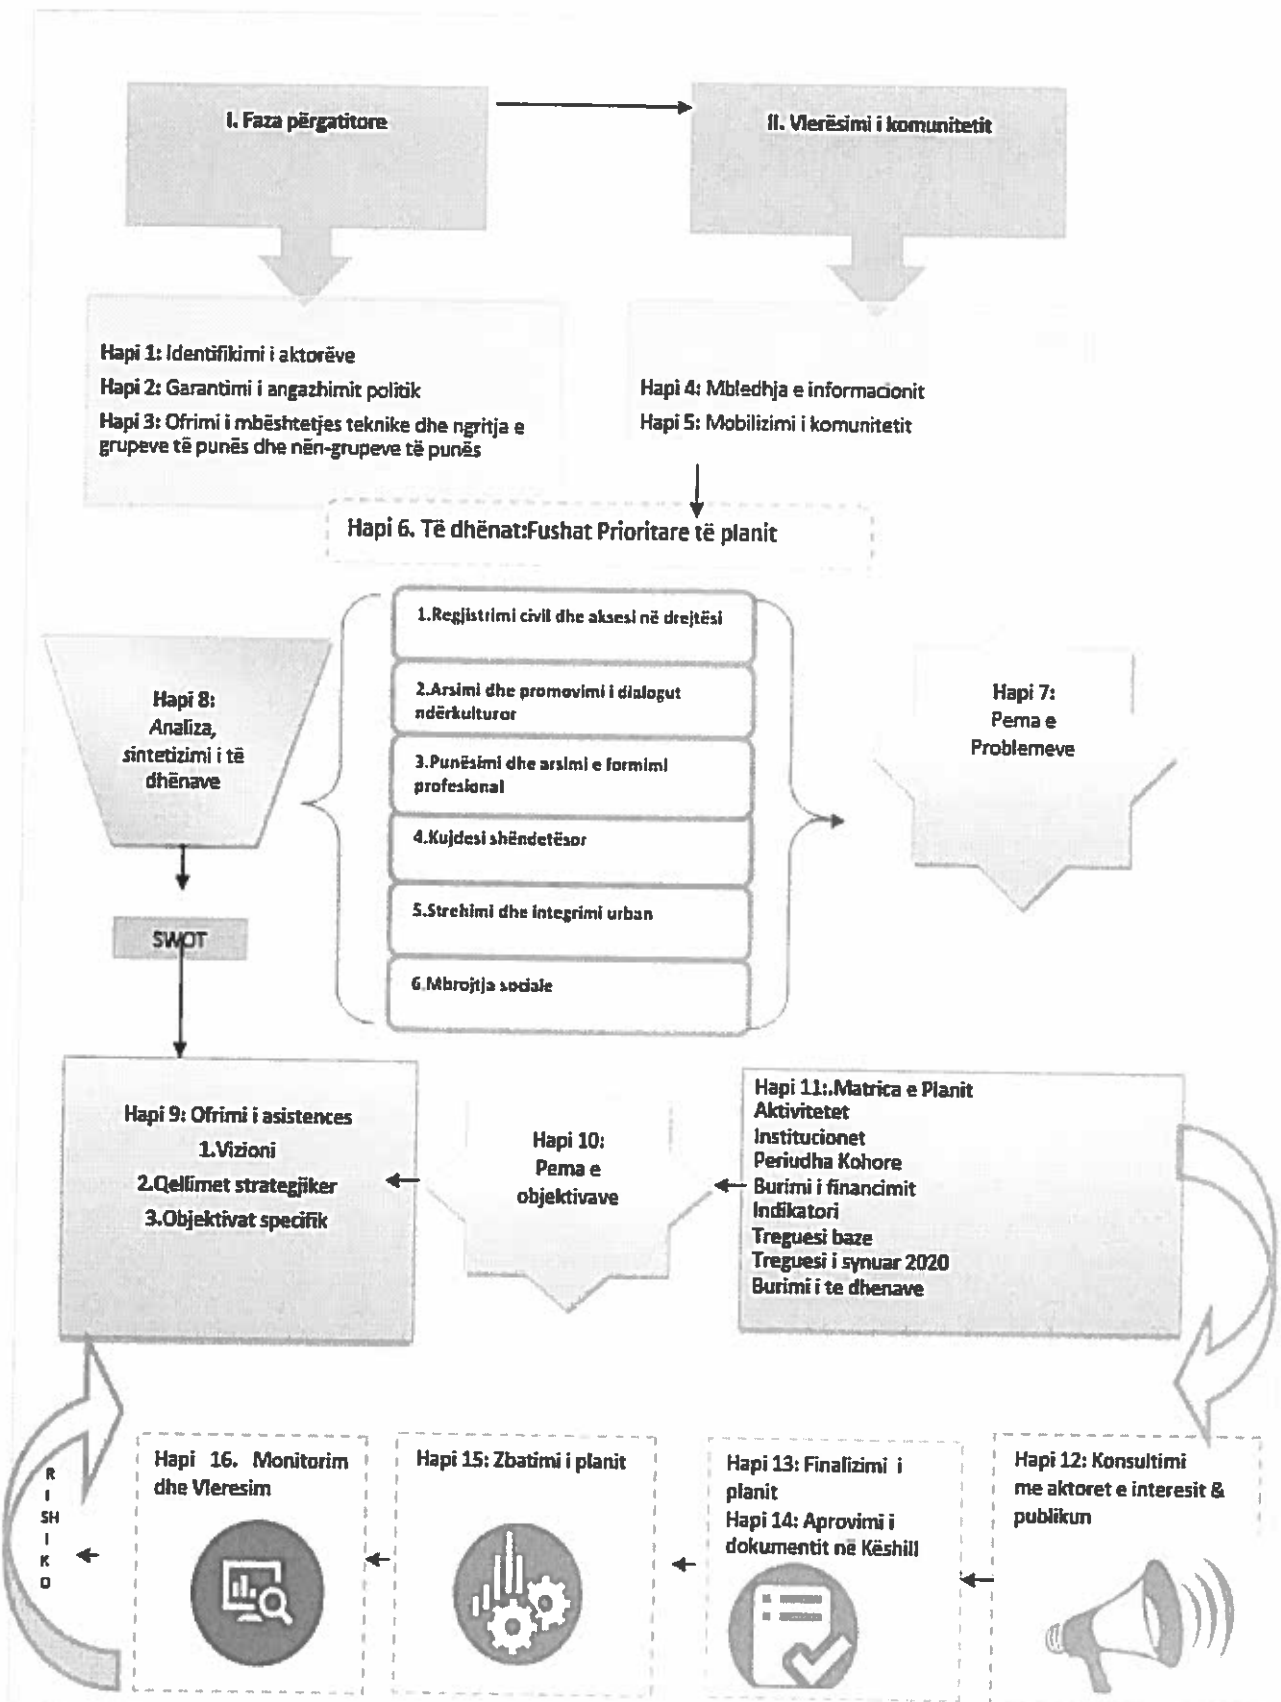 I. Faza përgatitore
II. Vlerësimi i komunitetit
Hapi 1: Identifikimi i aktorëve
Hapi 2: Garantimi i angazhimit politik
Hapi 3: Ofrimi i mbështetjes teknike dhe ngritja e
grupeve të punës dhe nën-grupeve të punës
Hapi 4: Mbledhja e informacionit
Hapi 5: Mobilizimi i komunitetit
Hapi 6. Të dhënat:Fushat Prioritare të planit
1.Regjistrimi civil dhe aksesi në drejtësi
2.Arsimi dhe promovimi i dialogut
ndërkulturor
3.Punësimi dhe arsimi e formimi
profesional
4.Kujdesi shëndetësor
5.Strehimi dhe integrimi urban
6.Mbrojtja sociale
Hapi 7:
Pema e
Problemeve
Hapi 8:
Analiza,
sintetizimi i të
dhënave
SWOT
Hapi 9: Ofrimi i asistences
1.Vizioni
2.Qellimet strategjiker
3.Objektivat specifik
Hapi 10:
Pema e
objektivave
Hapi 11:.Matrica e Planit
Aktivitetet
Institucionet
Periudha Kohore
Burimi i financimit
Indikatori
Treguesi baze
Treguesi i synuar 2020
Burimi i te dhenave
Hapi 12: Konsultimi
me aktoret e interesit &
publikun
Hapi 13: Finalizimi i
planit
Hapi 14: Aprovimi i
dokumentit në Këshill
Hapi 15: Zbatimi i planit
Hapi 16. Monitorim
dhe Vleresim
R
I
SH
I
K
O